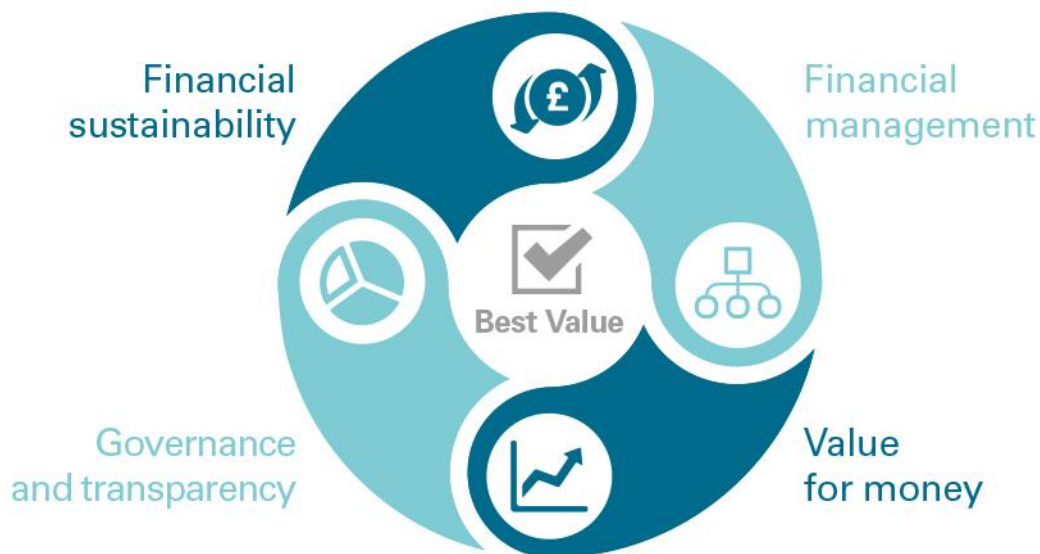 Financial
sustainability
Financial
management
£
Best Value
Governance
and transparency
Value
for money